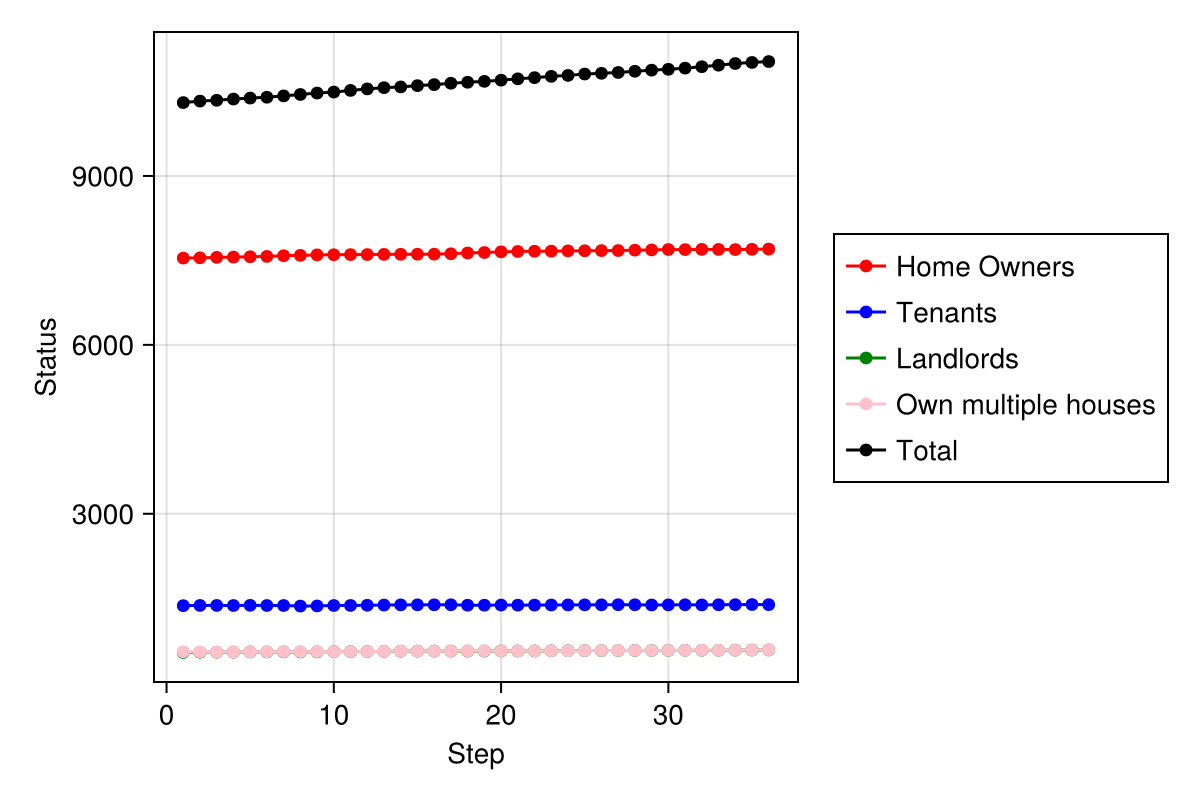 9000
6000
3000
Status
0 10 20 30
Step
Home Owners
Tenants
Landlords
Own multiple houses
Total